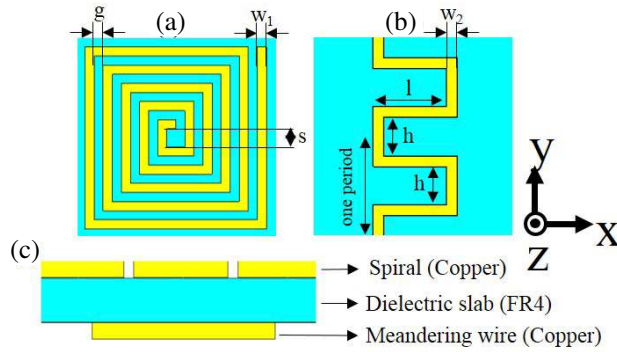 (a)
g
w1
s
(b)
w2
l
h
h
one period
y
x
z
(c)
Spiral (Copper)
Dielectric slab (FR4)
Meandering wire (Copper)